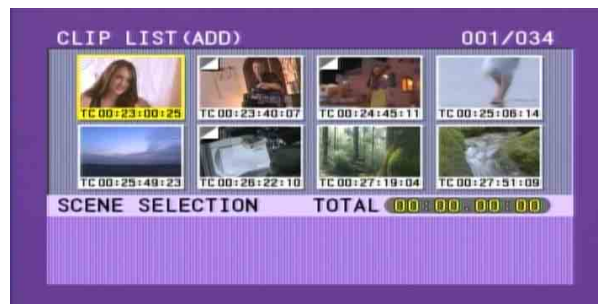 CLIP LIST(ADD) 001/034
TC 00:23:00:25 TC 00:23:40:07 TC 00:24:45:11 TC 00:25:06:14
TC 00:25:49:23 TC 00:26:22:10 TC 00:27:19:04 TC 00:27:51:09
SCENE SELECTION TOTAL 00:00.00:00